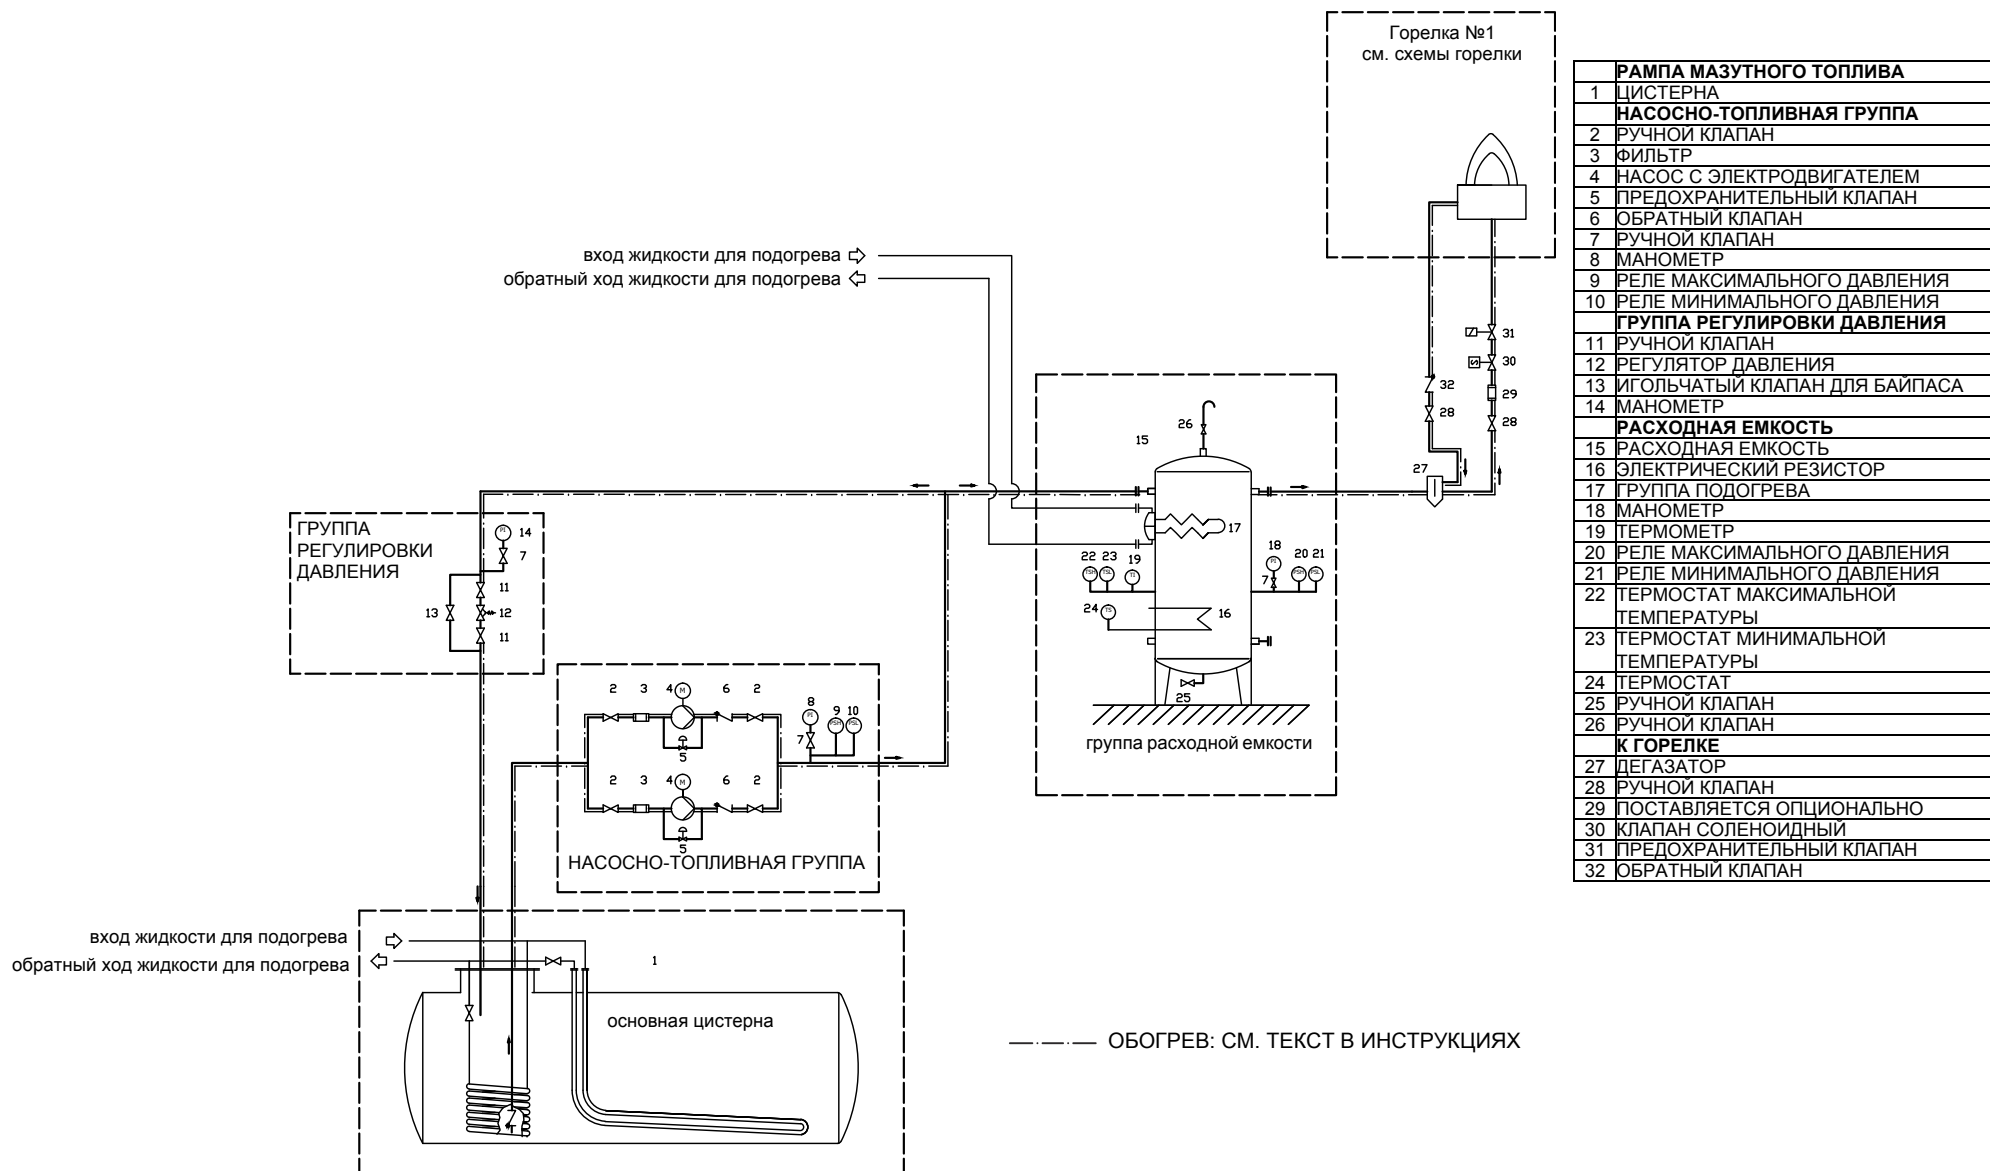 Горелка №1
см. схемы горелки
вход жидкости для подогрева
обратный ход жидкости для подогрева
31
30
29
28
32
28
27
26
15
17
22 23 19
18
20 21
7
24
16
25
группа расходной емкости
ГРУППА
РЕГУЛИРОВКИ
ДАВЛЕНИЯ
PI
14
7
11
13
12
11
2 3 4 M 6 2
5
8
PI
9 10
7
2 3 4 M 6 2
5
НАСОСНО-ТОПЛИВНАЯ ГРУППА
вход жидкости для подогрева
обратный ход жидкости для подогрева
1
основная цистерна
ОБОГРЕВ: СМ. ТЕКСТ В ИНСТРУКЦИЯХ
РАМПА МАЗУТНОГО ТОПЛИВА
1 ЦИСТЕРНА
НАСОСНО-ТОПЛИВНАЯ ГРУППА
2 РУЧНОЙ КЛАПАН
3 ФИЛЬТР
4 НАСОС С ЭЛЕКТРОДВИГАТЕЛЕМ
5 ПРЕДОХРАНИТЕЛЬНЫЙ КЛАПАН
6 ОБРАТНЫЙ КЛАПАН
7 РУЧНОЙ КЛАПАН
8 МАНОМЕТР
9 РЕЛЕ МАКСИМАЛЬНОГО ДАВЛЕНИЯ
10 РЕЛЕ МИНИМАЛЬНОГО ДАВЛЕНИЯ
ГРУППА РЕГУЛИРОВКИ ДАВЛЕНИЯ
11 РУЧНОЙ КЛАПАН
12 РЕГУЛЯТОР ДАВЛЕНИЯ
13 ИГОЛЬЧАТЫЙ КЛАПАН ДЛЯ БАЙПАСА
14 МАНОМЕТР
РАСХОДНАЯ ЕМКОСТЬ
15 РАСХОДНАЯ ЕМКОСТЬ
16 ЭЛЕКТРИЧЕСКИЙ РЕЗИСТОР
17 ГРУППА ПОДОГРЕВА
18 МАНОМЕТР
19 ТЕРМОМЕТР
20 РЕЛЕ МАКСИМАЛЬНОГО ДАВЛЕНИЯ
21 РЕЛЕ МИНИМАЛЬНОГО ДАВЛЕНИЯ
22 ТЕРМОСТАТ МАКСИМАЛЬНОЙ
ТЕМПЕРАТУРЫ
23 ТЕРМОСТАТ МИНИМАЛЬНОЙ
ТЕМПЕРАТУРЫ
24 ТЕРМОСТАТ
25 РУЧНОЙ КЛАПАН
26 РУЧНОЙ КЛАПАН
К ГОРЕЛКЕ
27 ДЕГАЗАТОР
28 РУЧНОЙ КЛАПАН
29 ПОСТАВЛЯЕТСЯ ОПЦИОНАЛЬНО
30 КЛАПАН СОЛЕНОИДНЫЙ
31 ПРЕДОХРАНИТЕЛЬНЫЙ КЛАПАН
32 ОБРАТНЫЙ КЛАПАН